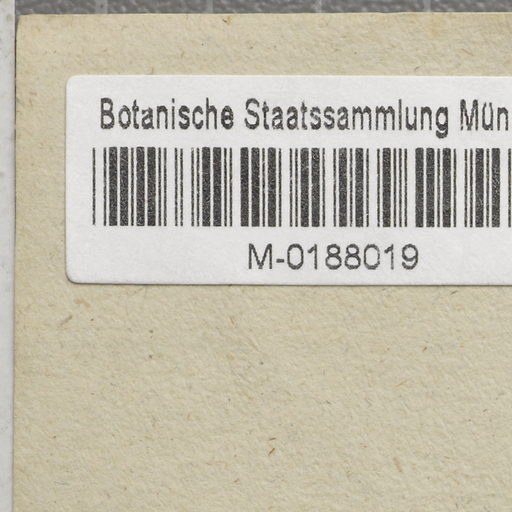 Botanische Staatssammlung Mün
M-0188019